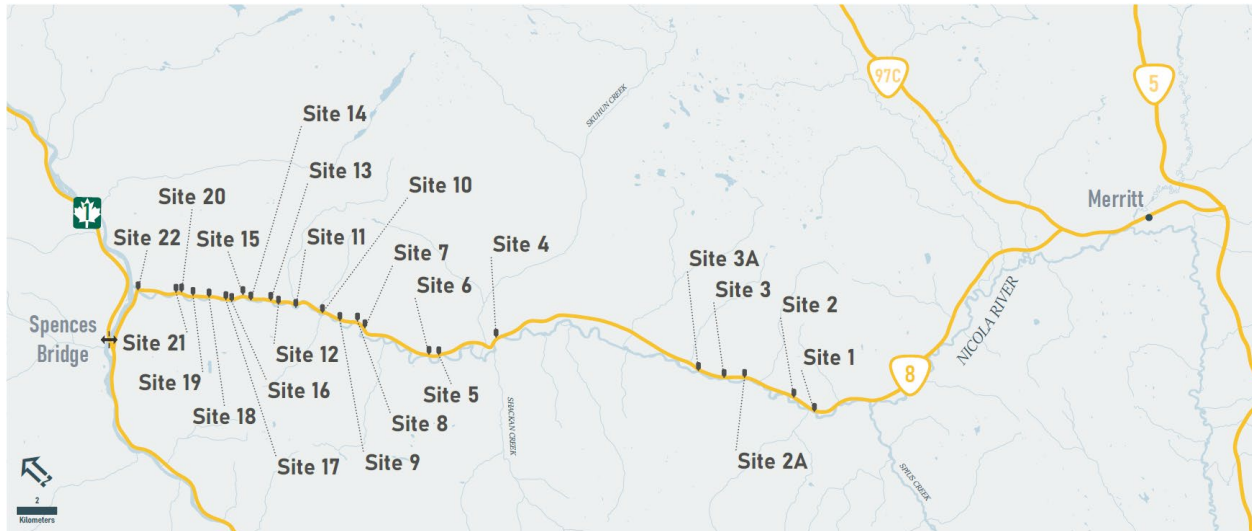 SKUHUN CREEK
97C
5
Site 14
Site 13
Site 20
Site 10
Merritt
1
Site 22
Site 15
Site 11
Site 7
Site 4
Site 3A
Site 6
Site 3
Site 2
Spences
Bridge
Site 21
Site 12
Site 1
NICOLA RIVER
8
Site 19
Site 16
Site 5
Site 18
Site 8
SHACKAN CREEK
Site 17
Site 9
Site 2A
SPIUS CREEK
2
Kilometers